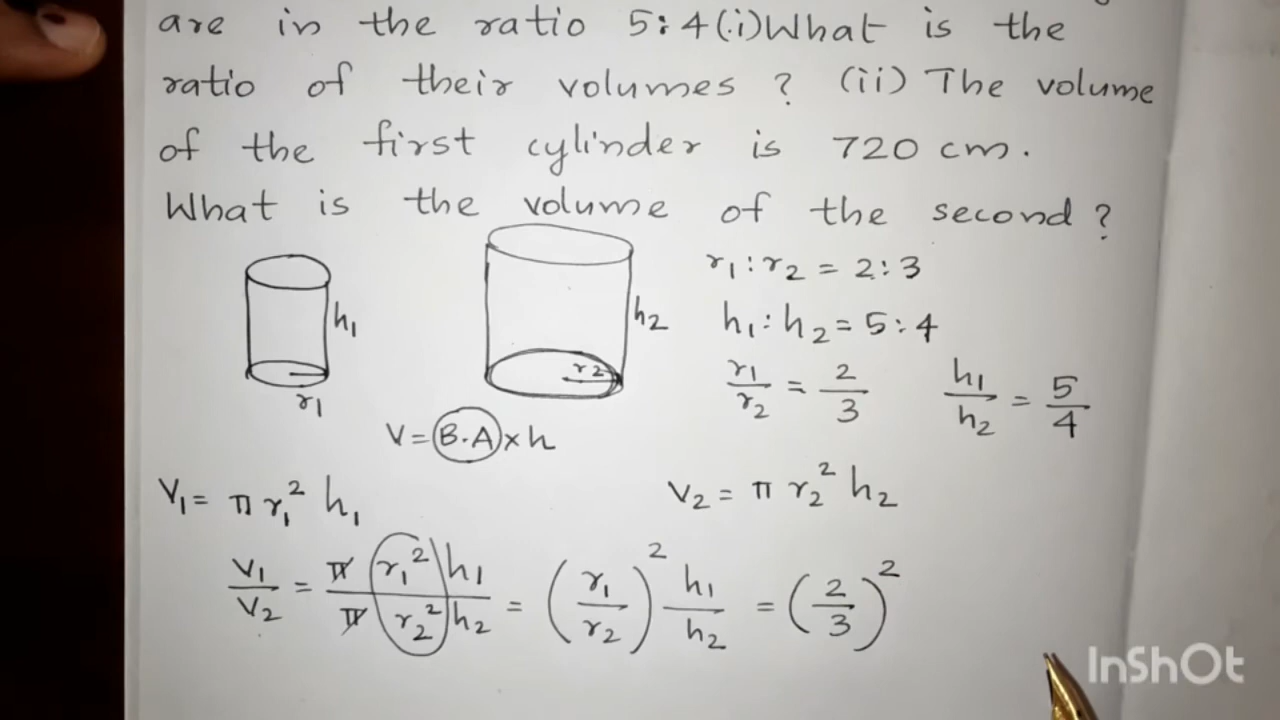 are in the ratio 5:4(i)What is the
ratio of their volumes ? (ii) The volume
of the first cylinder is 720 cm.
What is the volume of the second ?
h₁
r₁
h₂
r₂
r₁ : r₂ = 2:3
h₁ : h₂ = 5:4
r₁/r₂ = 2/3 h₁/h₂ = 5/4
V = B.A × h
V₁ = π r₁² h₁
V₂ = π r₂² h₂
V₁/V₂ = π r₁² h₁ / π r₂² h₂ = (r₁/r₂)² h₁/h₂ = (2/3)²
InShOt